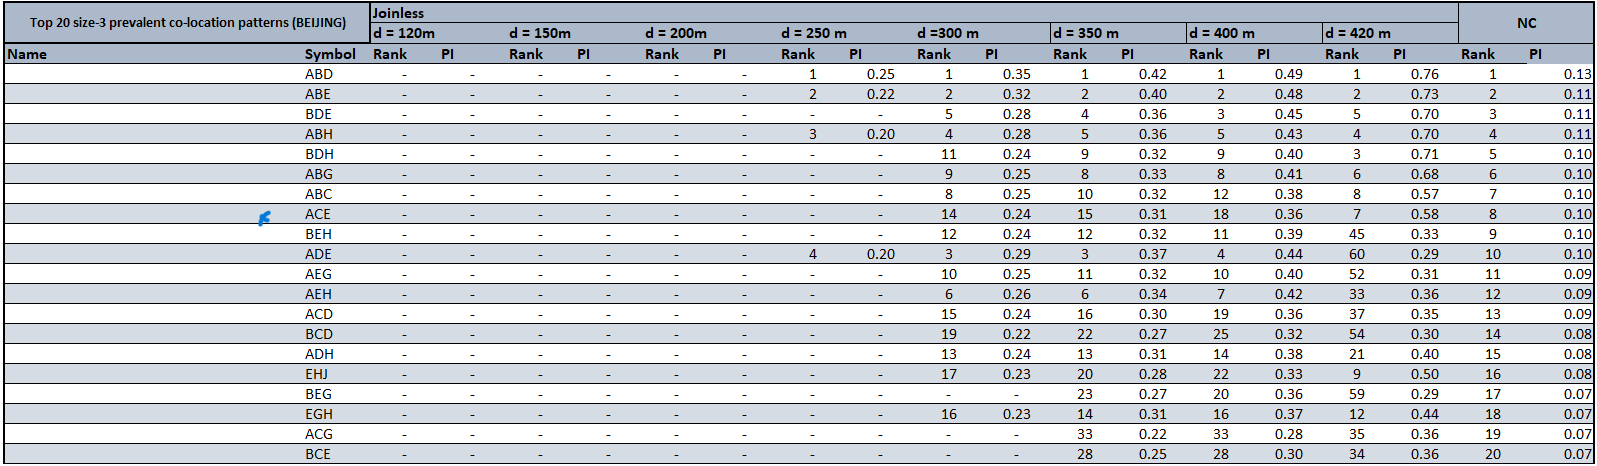 Top 20 size-3 prevalent co-location patterns (BEIJING) Joinless NC
d = 120m d = 150m d = 200m d = 250 m d =300 m d = 350 m d = 400 m d = 420 m
Name Symbol Rank PI Rank PI Rank PI Rank PI Rank PI Rank PI Rank PI Rank PI Rank PI
ABD - - - - - - 1 0.25 1 0.35 1 0.42 1 0.49 1 0.76 1 0.13
ABE - - - - - - 2 0.22 2 0.32 2 0.40 2 0.48 2 0.73 2 0.11
BDE - - - - - - - - 5 0.28 4 0.36 3 0.45 5 0.70 3 0.11
ABH - - - - - - 3 0.20 4 0.28 5 0.36 5 0.43 4 0.70 4 0.11
BDH - - - - - - - - 11 0.24 9 0.32 9 0.40 3 0.71 5 0.10
ABG - - - - - - - - 9 0.25 8 0.33 8 0.41 6 0.68 6 0.10
ABC - - - - - - - - 8 0.25 10 0.32 12 0.38 8 0.57 7 0.10
ACE - - - - - - - - 14 0.24 15 0.31 18 0.36 7 0.58 8 0.10
BEH - - - - - - - - 12 0.24 12 0.32 11 0.39 45 0.33 9 0.10
ADE - - - - - - 4 0.20 3 0.29 3 0.37 4 0.44 60 0.29 10 0.10
AEG - - - - - - - - 10 0.25 11 0.32 10 0.40 52 0.31 11 0.09
AEH - - - - - - - - 6 0.26 6 0.34 7 0.42 33 0.36 12 0.09
ACD - - - - - - - - 15 0.24 16 0.30 19 0.36 37 0.35 13 0.09
BCD - - - - - - - - 19 0.22 22 0.27 25 0.32 54 0.30 14 0.08
ADH - - - - - - - - 13 0.24 13 0.31 14 0.38 21 0.40 15 0.08
EHJ - - - - - - - - 17 0.23 20 0.28 22 0.33 9 0.50 16 0.08
BEG - - - - - - - - - - 23 0.27 20 0.36 59 0.29 17 0.07
EGH - - - - - - - - 16 0.23 14 0.31 16 0.37 12 0.44 18 0.07
ACG - - - - - - - - - - 33 0.22 33 0.28 35 0.36 19 0.07
BCE - - - - - - - - - - 28 0.25 28 0.30 34 0.36 20 0.07